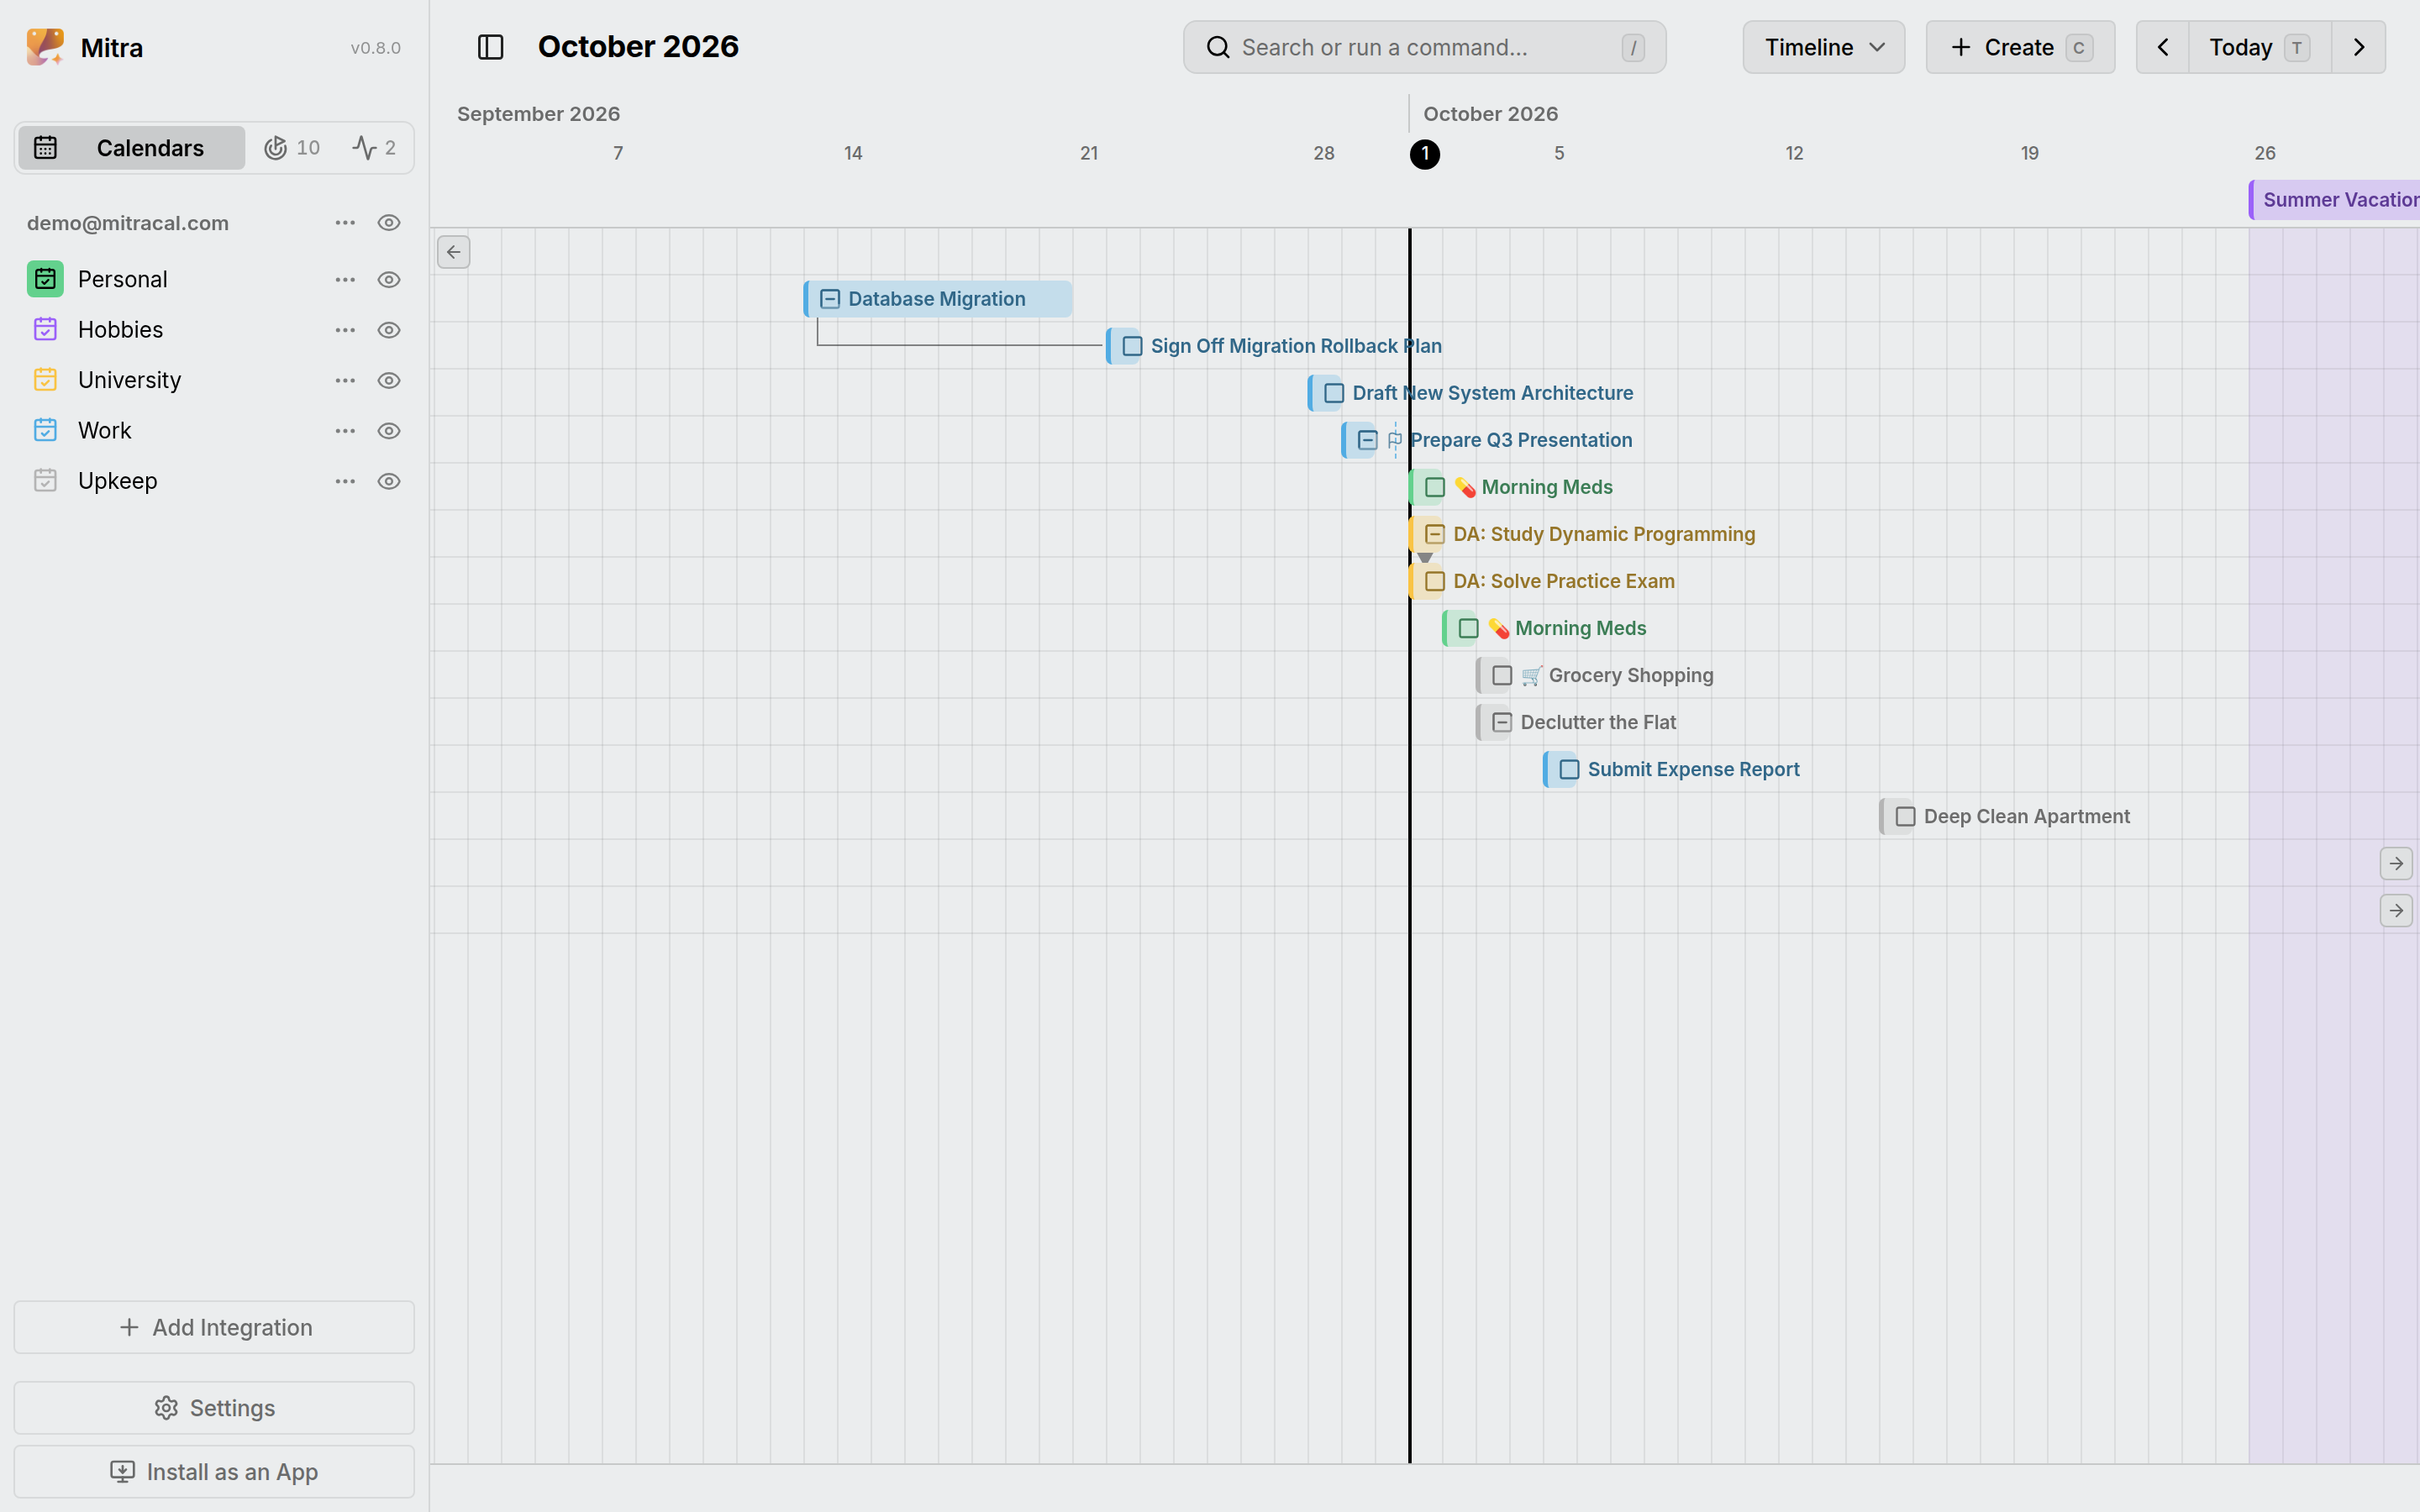 Mitra
v0.8.0
October 2026
Search or run a command...
/
Timeline
Create
C
Today
T
Calendars
10
2
September 2026
October 2026
7
14
21
28
1
5
12
19
26
Summer Vacation
demo@mitracal.com
Personal
Hobbies
University
Work
Upkeep
Database Migration
Sign Off Migration Rollback Plan
Draft New System Architecture
Prepare Q3 Presentation
Morning Meds
DA: Study Dynamic Programming
DA: Solve Practice Exam
Morning Meds
Grocery Shopping
Declutter the Flat
Submit Expense Report
Deep Clean Apartment
Add Integration
Settings
Install as an App